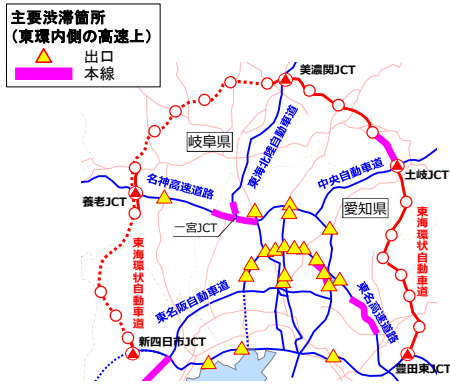 主要渋滞箇所
(東環内側の高速上)
出口
本線
美濃関JCT
岐阜県
東海北陸自動車道
中央自動車道
名神高速道路
土岐JCT
養老JCT
愛知県
一宮JCT
東海環状自動車道
東海環状自動車道
東名阪自動車道
東名高速道路
新四日市JCT
豊田東JCT